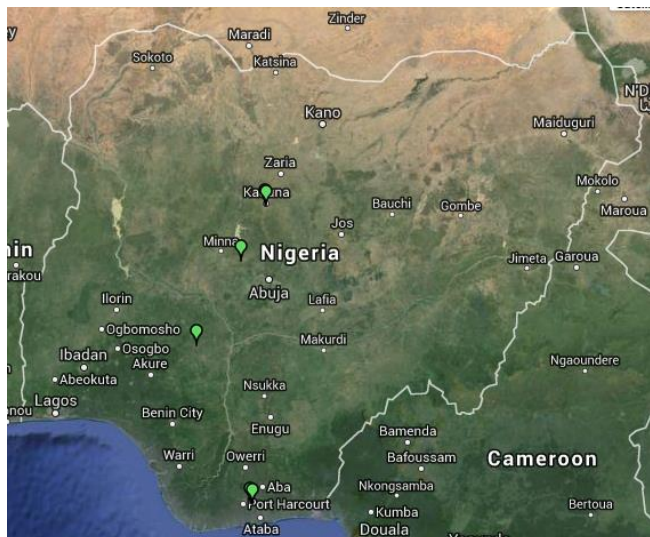 Zinder
Maradi
Sokoto
Katsina
Kano
Maiduguri
Zaria
Mokolo
Maroua
Bauchi
Gombe
Jos
Minna
Nigeria
Jimeta
Garoua
Abuja
Ilorin
Lafia
Ogbomosho
Makurdi
Osogbo
Ibadan
Akure
Ngaoundere
Abeokuta
Nsukka
Lagos
Benin City
Enugu
Bamenda
Warri
Owerri
Bafoussam
Cameroon
Aba
Nkongsamba
Port Harcourt
Bertoua
Kumba
Ataba
Douala